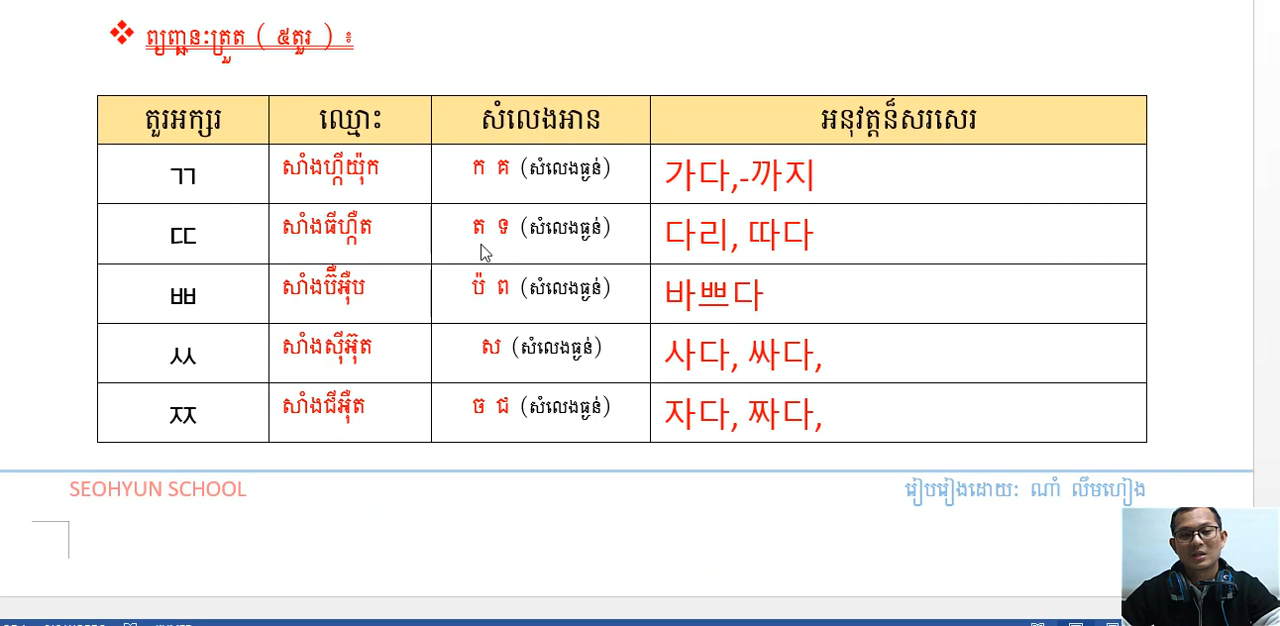 ❖ ព្យញ្ជនៈត្រួត ( ៥តួរ ) ៖
តួរអក្សរ ឈ្មោះ សំលេងអាន អនុវត្តន៏សរសេរ
ㄲ សាំងហ្គីយ៉ុក ក គ (សំលេងធ្ងន់) 가다,-까지
ㄸ សាំងធីហ្គឺត ត ទ (សំលេងធ្ងន់) 다리, 따다
ㅃ សាំងប៊ីអ៊ឺប ប៉ ព (សំលេងធ្ងន់) 바쁘다
ㅆ សាំងស៊ីអ៊ុត ស (សំលេងធ្ងន់) 사다, 싸다,
ㅉ សាំងជីអ៊ឺត ច ជ (សំលេងធ្ងន់) 자다, 짜다,
SEOHYUN SCHOOL រៀបរៀងដោយៈ ណាំ លឹមហៀង